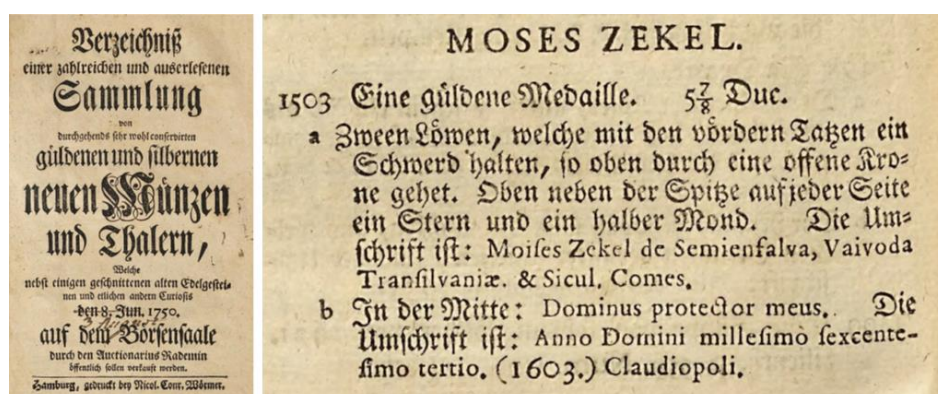 Verzeichniß
einer zahlreichen und auserlesenen
Sammlung
von
durchgehends sehr wohl conservirten
güldenen und silbernen
neuen Münzen
und Thalern,
Welche
nebst einigen geschnittenen alten Edelgestei-
nen und etlichen andern Curiosis
den 8. Jun. 1750.
auf dem Börsensaale
durch den Auctionarius Rademin
öffentlich sollen verkauft werden.
Hamburg, gedruckt bey Nicol. Conr. Wörmer.
MOSES ZEKEL.
1503 Eine güldene Medaille. 5⅞ Duc.
a Zween Löwen, welche mit den vördern Tatzen ein
Schwerd halten, so oben durch eine offene Kro-
ne gehet. Oben neben der Spitze auf jeder Seite
ein Stern und ein halber Mond. Die Um-
schrift ist: Moises Zekel de Semienfalva, Vaivoda
Transilvaniæ. & Sicul. Comes.
b In der Mitte: Dominus protector meus. Die
Umschrift ist: Anno Domini millesimo sexcente-
simo tertio. (1603.) Claudiopoli.